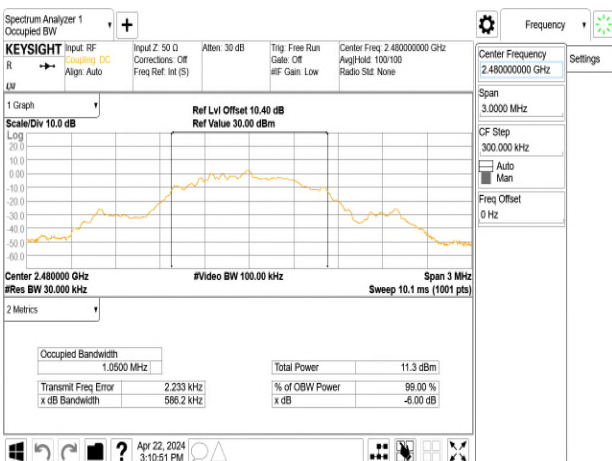 Spectrum Analyzer 1
Occupied BW
+
Frequency
KEYSIGHT
R
Input: RF
Coupling: DC
Align: Auto
Input Z: 50 Ω
Corrections: Off
Freq Ref: Int (S)
Atten: 30 dB
Trig: Free Run
Gate: Off
#IF Gain: Low
Center Freq: 2.480000000 GHz
Avg|Hold: 100/100
Radio Std: None
Center Frequency
2.480000000 GHz
Settings
Span
3.0000 MHz
CF Step
300.000 kHz
Auto
Man
Freq Offset
0 Hz
1 Graph
Scale/Div 10.0 dB
Ref Lvl Offset 10.40 dB
Ref Value 30.00 dBm
Log
20.0
10.0
0.00
-10.0
-20.0
-30.0
-40.0
-50.0
-60.0
Center 2.480000 GHz
#Res BW 30.000 kHz
#Video BW 100.00 kHz
Span 3 MHz
Sweep 10.1 ms (1001 pts)
2 Metrics
Occupied Bandwidth
1.0500 MHz
Total Power 11.3 dBm
Transmit Freq Error 2.233 kHz
% of OBW Power 99.00 %
x dB Bandwidth 586.2 kHz
x dB -6.00 dB
?
Apr 22, 2024
3:10:51 PM